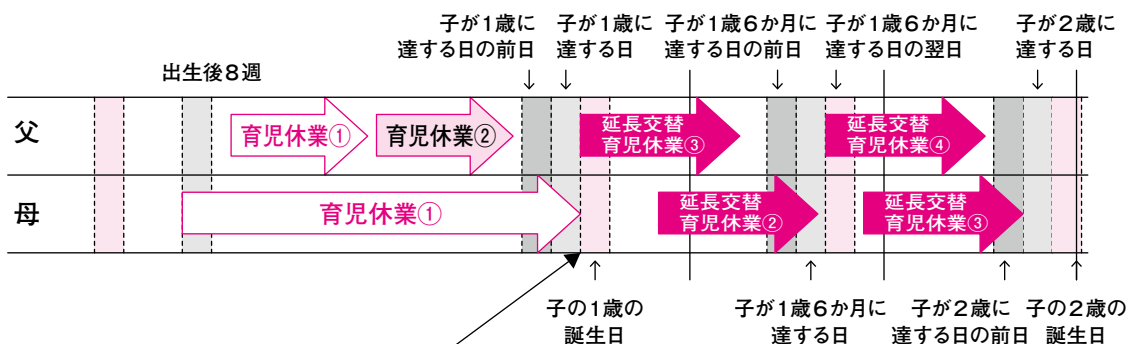 子が1歳に
達する日の前日
子が1歳に
達する日
子が1歳6か月に
達する日の前日
子が1歳6か月に
達する日の翌日
子が2歳に
達する日
出生後8週
父
育児休業①
育児休業②
延長交替
育児休業③
延長交替
育児休業④
母
育児休業①
延長交替
育児休業②
延長交替
育児休業③
子の1歳の
誕生日
子が1歳6か月に
達する日
子が2歳に
達する日の前日
子の2歳の
誕生日